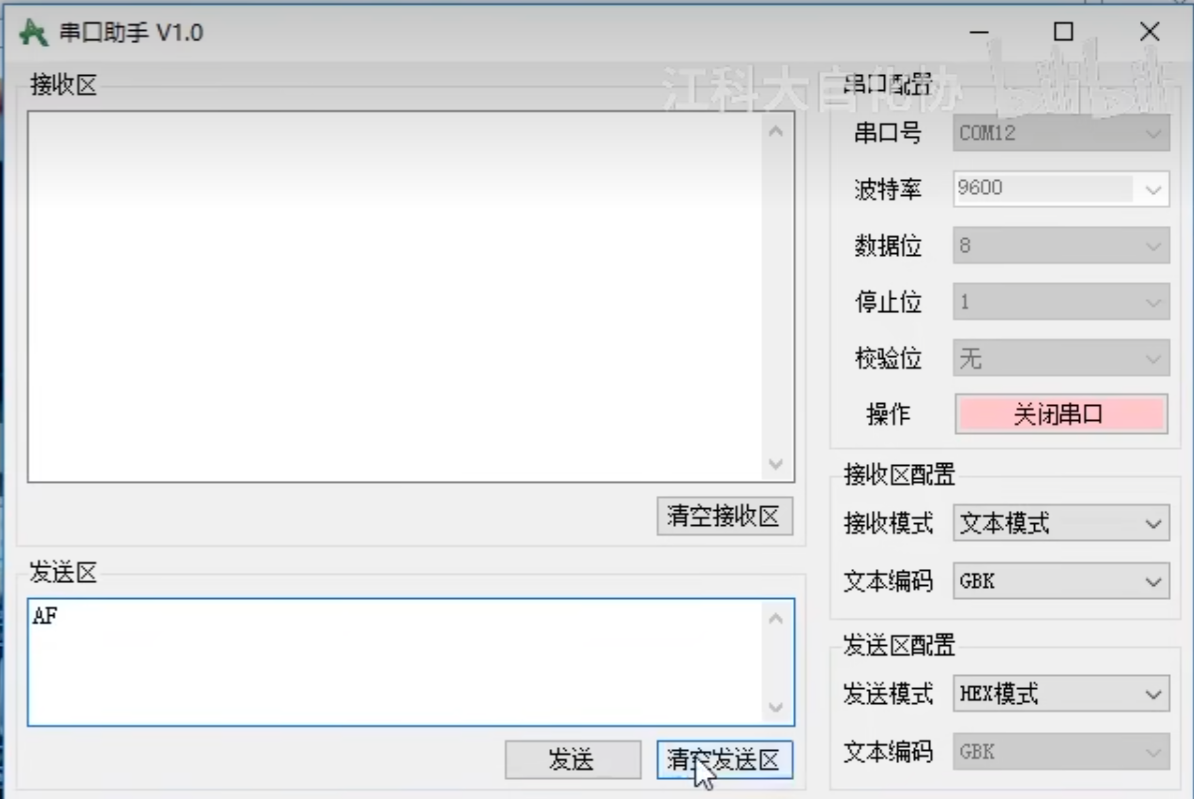 串口助手 V1.0
江科大自化协 bilibili
接收区
清空接收区
发送区
AF
发送
清空发送区
串口配置
串口号 COM12
波特率 9600
数据位 8
停止位 1
校验位 无
操作 关闭串口
接收区配置
接收模式 文本模式
文本编码 GBK
发送区配置
发送模式 HEX模式
文本编码 GBK